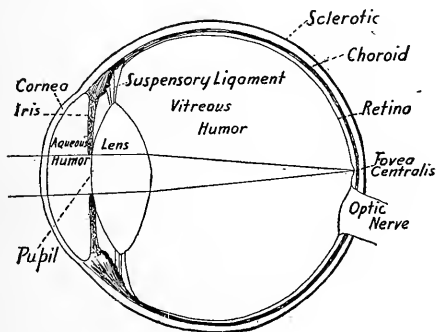 Sclerotic
Choroid
Suspensory Ligament
Cornea
Vitreous
Retina
Iris
Humor
Aqueous
Humor
Lens
Fovea
Centralis
Optic
Nerve
Pupil